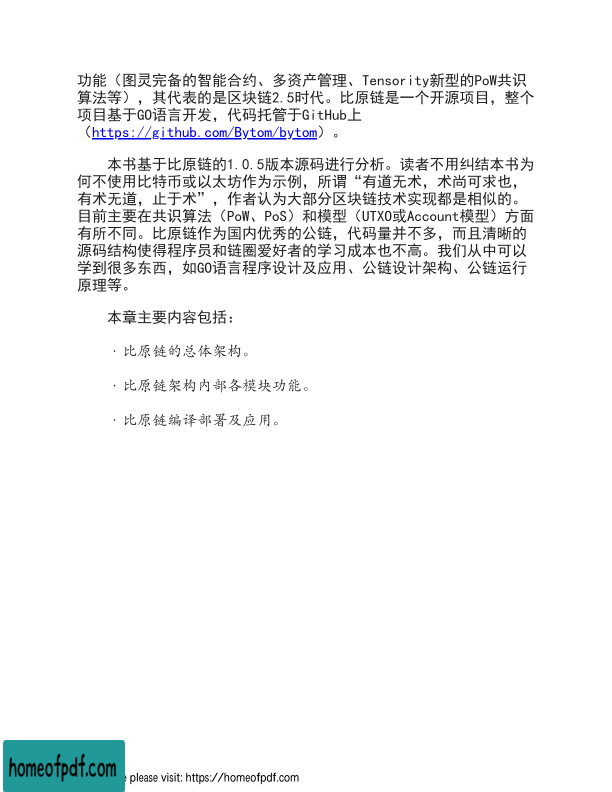 功能（图灵完备的智能合约、多资产管理、Tensority新型的PoW共识
算法等），其代表的是区块链2.5时代。比原链是一个开源项目，整个
项目基于GO语言开发，代码托管于GitHub上
（https://github.com/Bytom/bytom）。
本书基于比原链的1.0.5版本源码进行分析。读者不用纠结本书为
何不使用比特币或以太坊作为示例，所谓“有道无术，术尚可求也，
有术无道，止于术”，作者认为大部分区块链技术实现都是相似的。
目前主要在共识算法（PoW、PoS）和模型（UTXO或Account模型）方面
有所不同。比原链作为国内优秀的公链，代码量并不多，而且清晰的
源码结构使得程序员和链圈爱好者的学习成本也不高。我们从中可以
学到很多东西，如GO语言程序设计及应用、公链设计架构、公链运行
原理等。
本章主要内容包括：
·比原链的总体架构。
·比原链架构内部各模块功能。
·比原链编译部署及应用。
homeofpdf.com
e please visit: https://homeofpdf.com